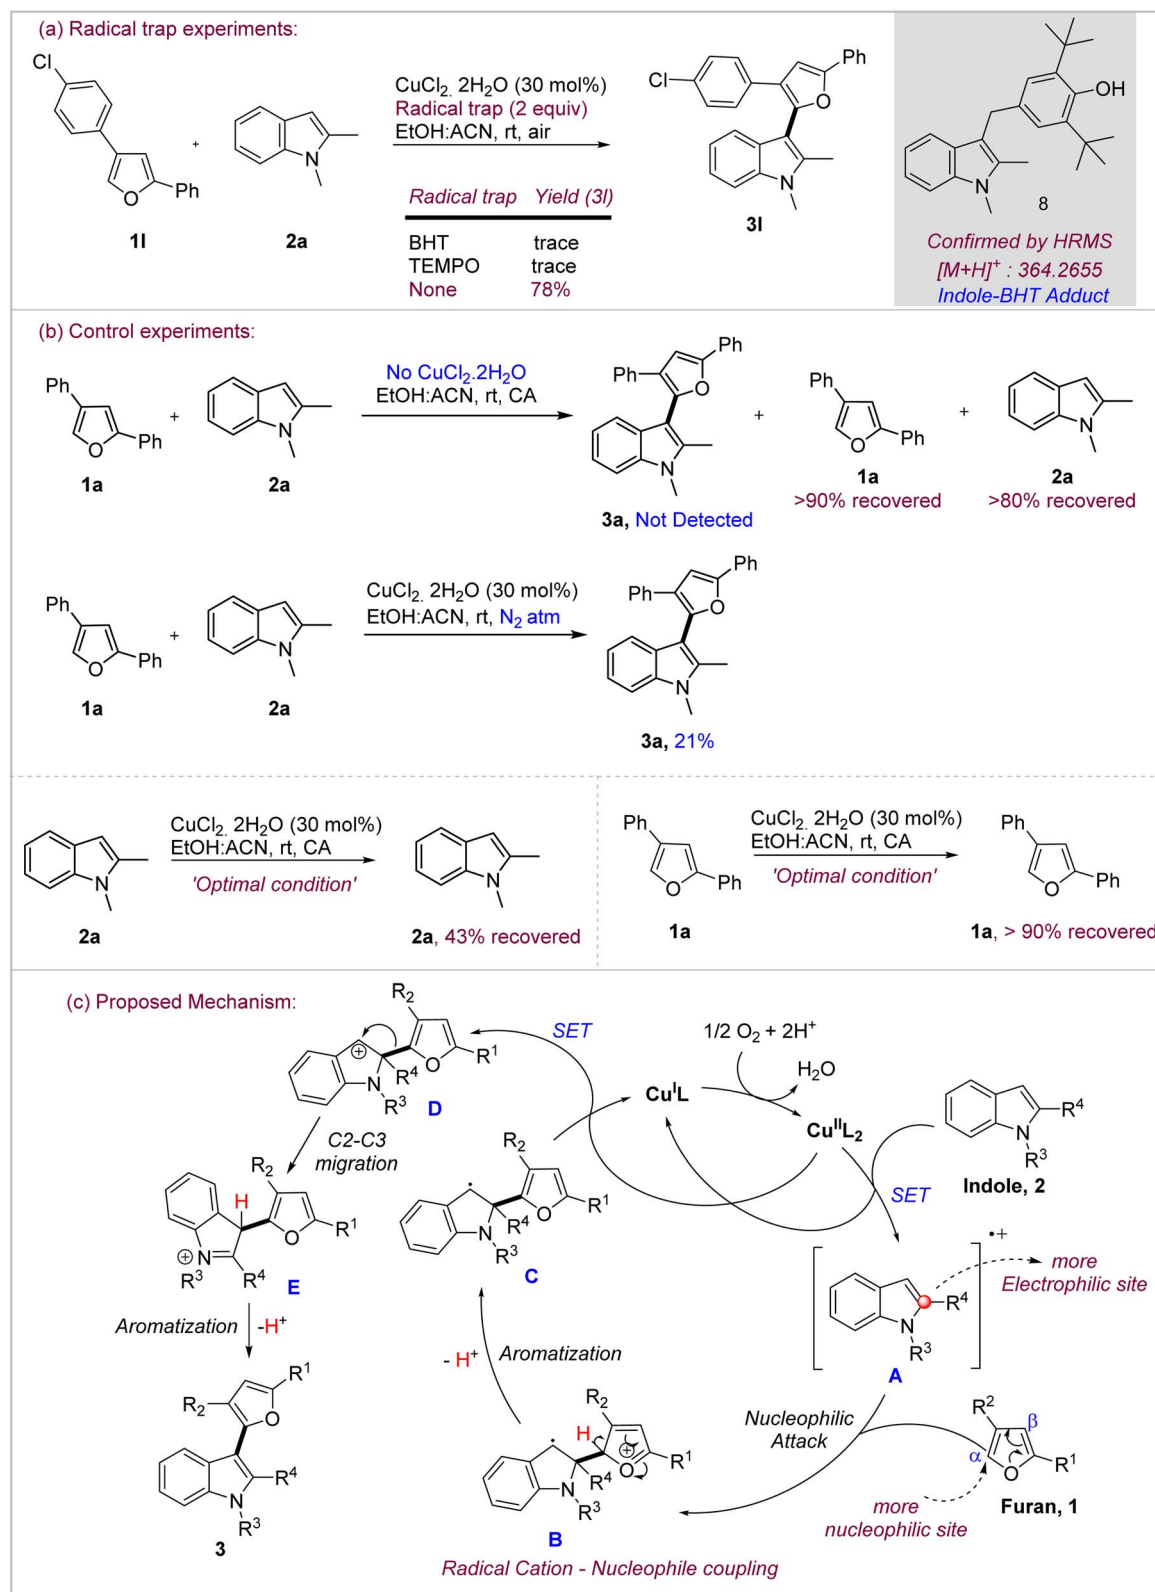 (a) Radical trap experiments:
Cl
O
Ph
1l
+
N
2a
CuCl2. 2H2O (30 mol%)
Radical trap (2 equiv)
EtOH:ACN, rt, air
Radical trap Yield (3l)
BHT trace
TEMPO trace
None 78%
Cl
Ph
O
N
3l
OH
N
8
Confirmed by HRMS
[M+H]+ : 364.2655
Indole-BHT Adduct
(b) Control experiments:
Ph
O
Ph
1a
+
N
2a
No CuCl2.2H2O
EtOH:ACN, rt, CA
Ph
Ph
O
N
3a, Not Detected
+
Ph
O
Ph
1a
>90% recovered
+
N
2a
>80% recovered
Ph
O
Ph
1a
+
N
2a
CuCl2. 2H2O (30 mol%)
EtOH:ACN, rt, N2 atm
Ph
Ph
O
N
3a, 21%
N
2a
CuCl2. 2H2O (30 mol%)
EtOH:ACN, rt, CA
'Optimal condition'
N
2a, 43% recovered
Ph
O
Ph
1a
CuCl2. 2H2O (30 mol%)
EtOH:ACN, rt, CA
'Optimal condition'
Ph
O
Ph
1a, > 90% recovered
(c) Proposed Mechanism:
R2
O
R1
R4
N
R3
D
SET
1/2 O2 + 2H+
H2O
CuIL
CuIIL2
R4
N
R3
Indole, 2
SET
C2-C3
migration
R2
H
O
R1
N
R3
R4
E
R2
O
R1
R4
N
R3
C
•+
more
Electrophilic site
R4
N
R3
A
Aromatization
-H+
- H+
Aromatization
R1
R2
O
R4
N
R3
3
R2
H
O
R1
R4
N
R3
B
Nucleophilic
Attack
R2
β
α
O
R1
Furan, 1
more
nucleophilic site
Radical Cation - Nucleophile coupling